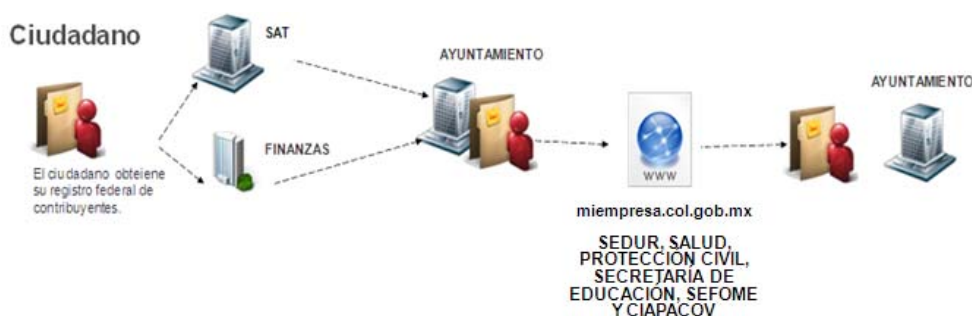 Ciudadano
SAT
AYUNTAMIENTO
AYUNTAMIENTO
FINANZAS
El ciudadano obteiene
su registro federal de
contribuyentes.
WWW
miempresa.col.gob.mx
SEDUR, SALUD,
PROTECCIÓN CIVIL,
SECRETARÍA DE
EDUCACIÓN, SEFOME
Y CIAPACOV